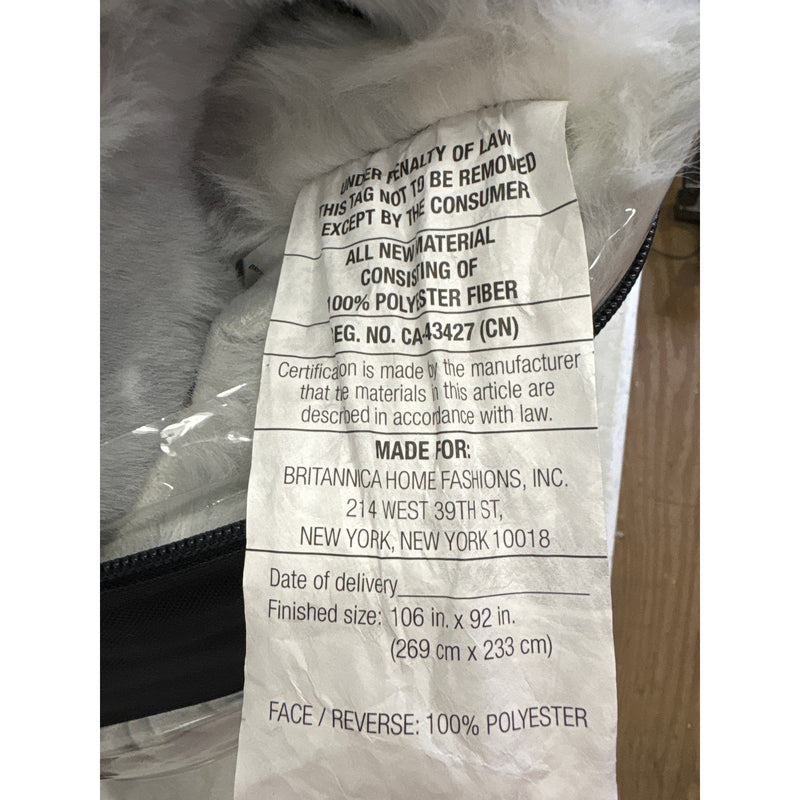 UNDER PENALTY OF LAW
THIS TAG NOT TO BE REMOVED
EXCEPT BY THE CONSUMER
ALL NEW MATERIAL
CONSISTING OF
100% POLYESTER FIBER
EG. NO. CA-43427 (CN)
Certification is made by the manufacturer
that the materials in this article are
described in accordance with law.
MADE FOR:
BRITANNICA HOME FASHIONS, INC.
214 WEST 39TH ST,
NEW YORK, NEW YORK 10018
Date of delivery
Finished size: 106 in. x 92 in.
(269 cm x 233 cm)
FACE / REVERSE: 100% POLYESTER